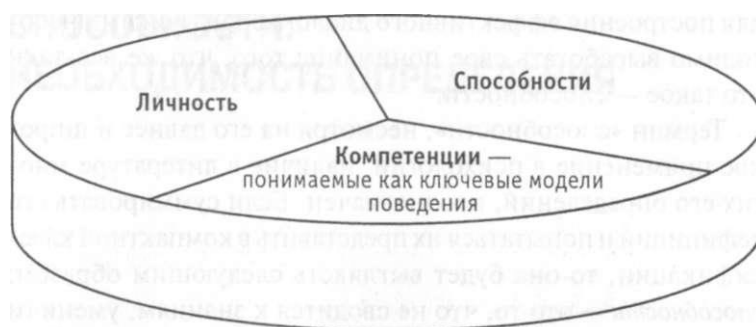 Способности
Личность
Компетенции
понимаемые как ключевые модели
поведения